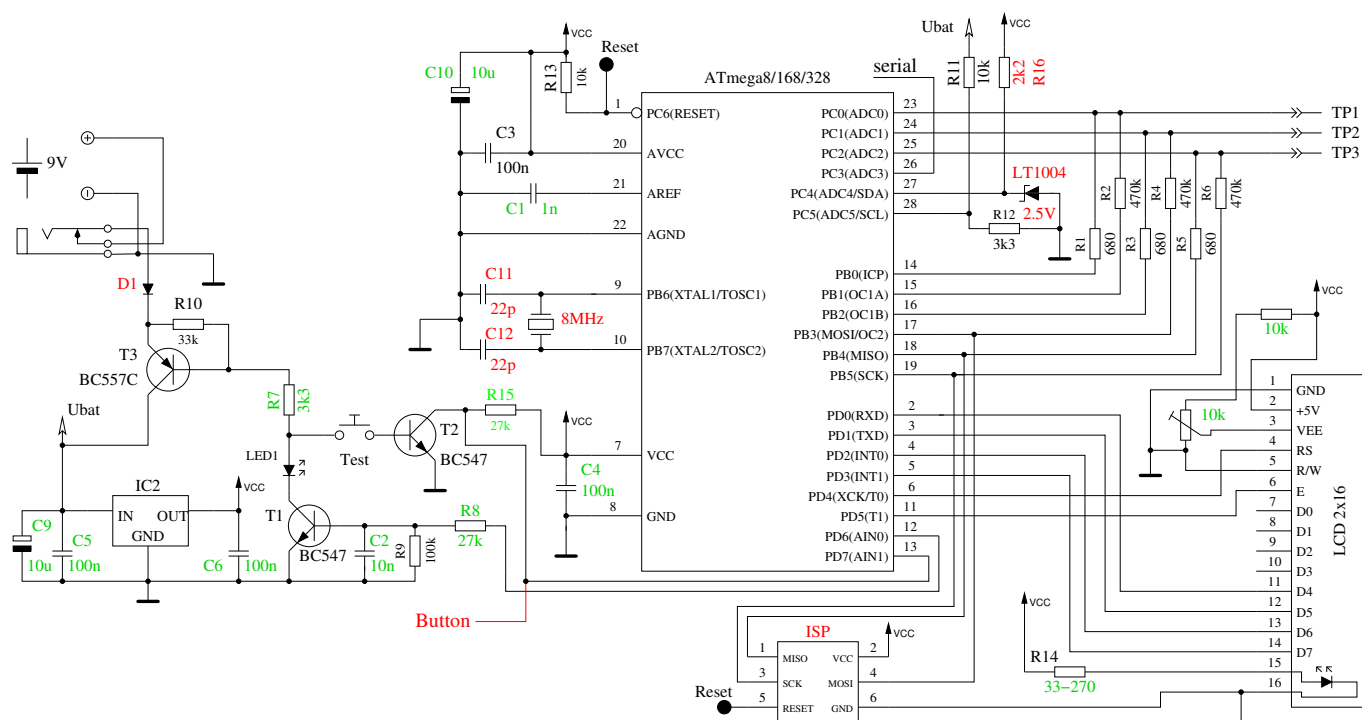 C10 10u
VCC
R13 10k
Reset
ATmega8/168/328
serial
Ubat
R11 10k
VCC
2k2 R16
1 PC6(RESET)
C3
100n
20 AVCC
C1 1n
21 AREF
22 AGND
C11
22p
9 PB6(XTAL1/TOSC1)
8MHz
C12
22p
10 PB7(XTAL2/TOSC2)
PC0(ADC0) 23
PC1(ADC1) 24
PC2(ADC2) 25
PC3(ADC3) 26
PC4(ADC4/SDA) 27
PC5(ADC5/SCL) 28
LT1004
2.5V
R12
3k3
TP1
TP2
TP3
R2 470k
R4 470k
R6 470k
R1 680
R3 680
R5 680
PB0(ICP) 14
PB1(OC1A) 15
PB2(OC1B) 16
PB3(MOSI/OC2) 17
PB4(MISO) 18
PB5(SCK) 19
PD0(RXD) 2
PD1(TXD) 3
PD2(INT0) 4
PD3(INT1) 5
PD4(XCK/T0) 6
PD5(T1) 11
PD6(AIN0) 12
PD7(AIN1) 13
9V
+
−
D1
R10
33k
T3
BC557C
R7 3k3
Ubat
LED1
Test
T2
BC547
R15
27k
VCC
7 VCC
C4
100n
8 GND
IC2
IN OUT
GND
VCC
C9
10u
C5
100n
C6 100n
T1
BC547
C2
10n
R9 100k
R8
27k
Button
ISP
1 MISO VCC 2
VCC
3 SCK MOSI 4
5 RESET GND 6
Reset
VCC
10k
10k
LCD 2x16
1 GND
2 +5V
3 VEE
4 RS
5 R/W
6 E
7 D0
8 D1
9 D2
10 D3
11 D4
12 D5
13 D6
14 D7
15
16
VCC
R14
33−270